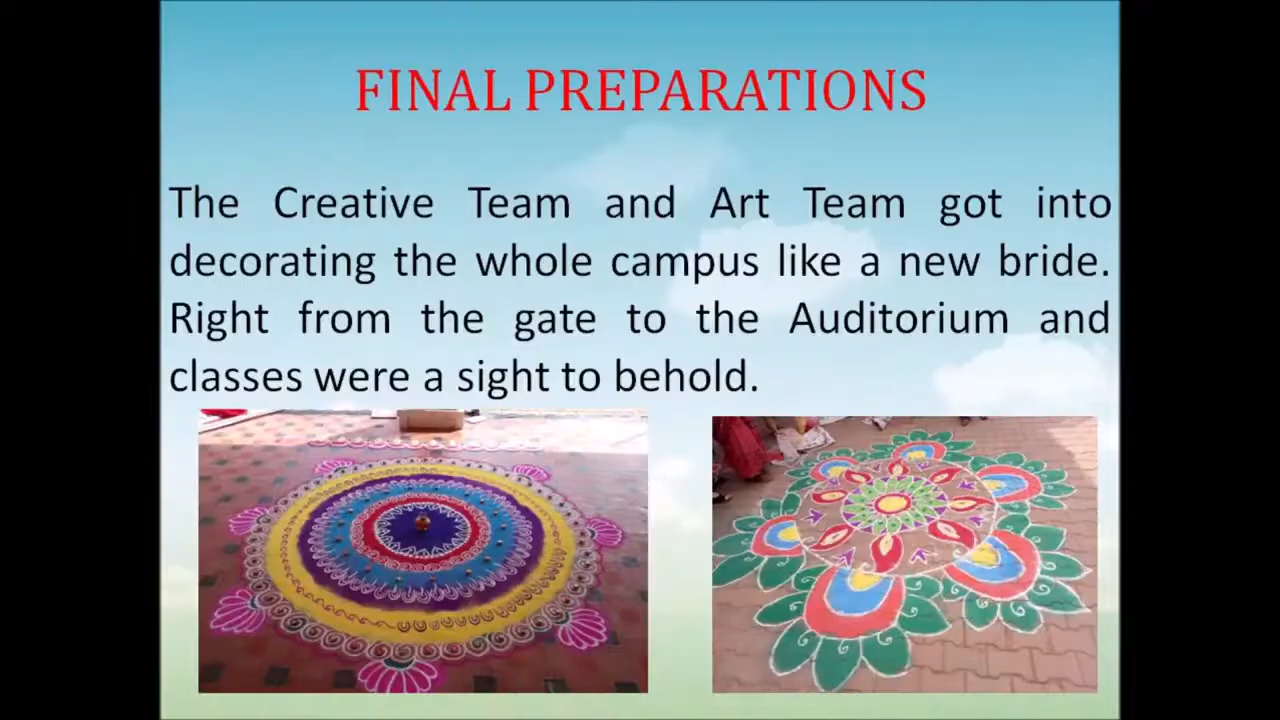 FINAL PREPARATIONS
The Creative Team and Art Team got into
decorating the whole campus like a new bride.
Right from the gate to the Auditorium and
classes were a sight to behold.